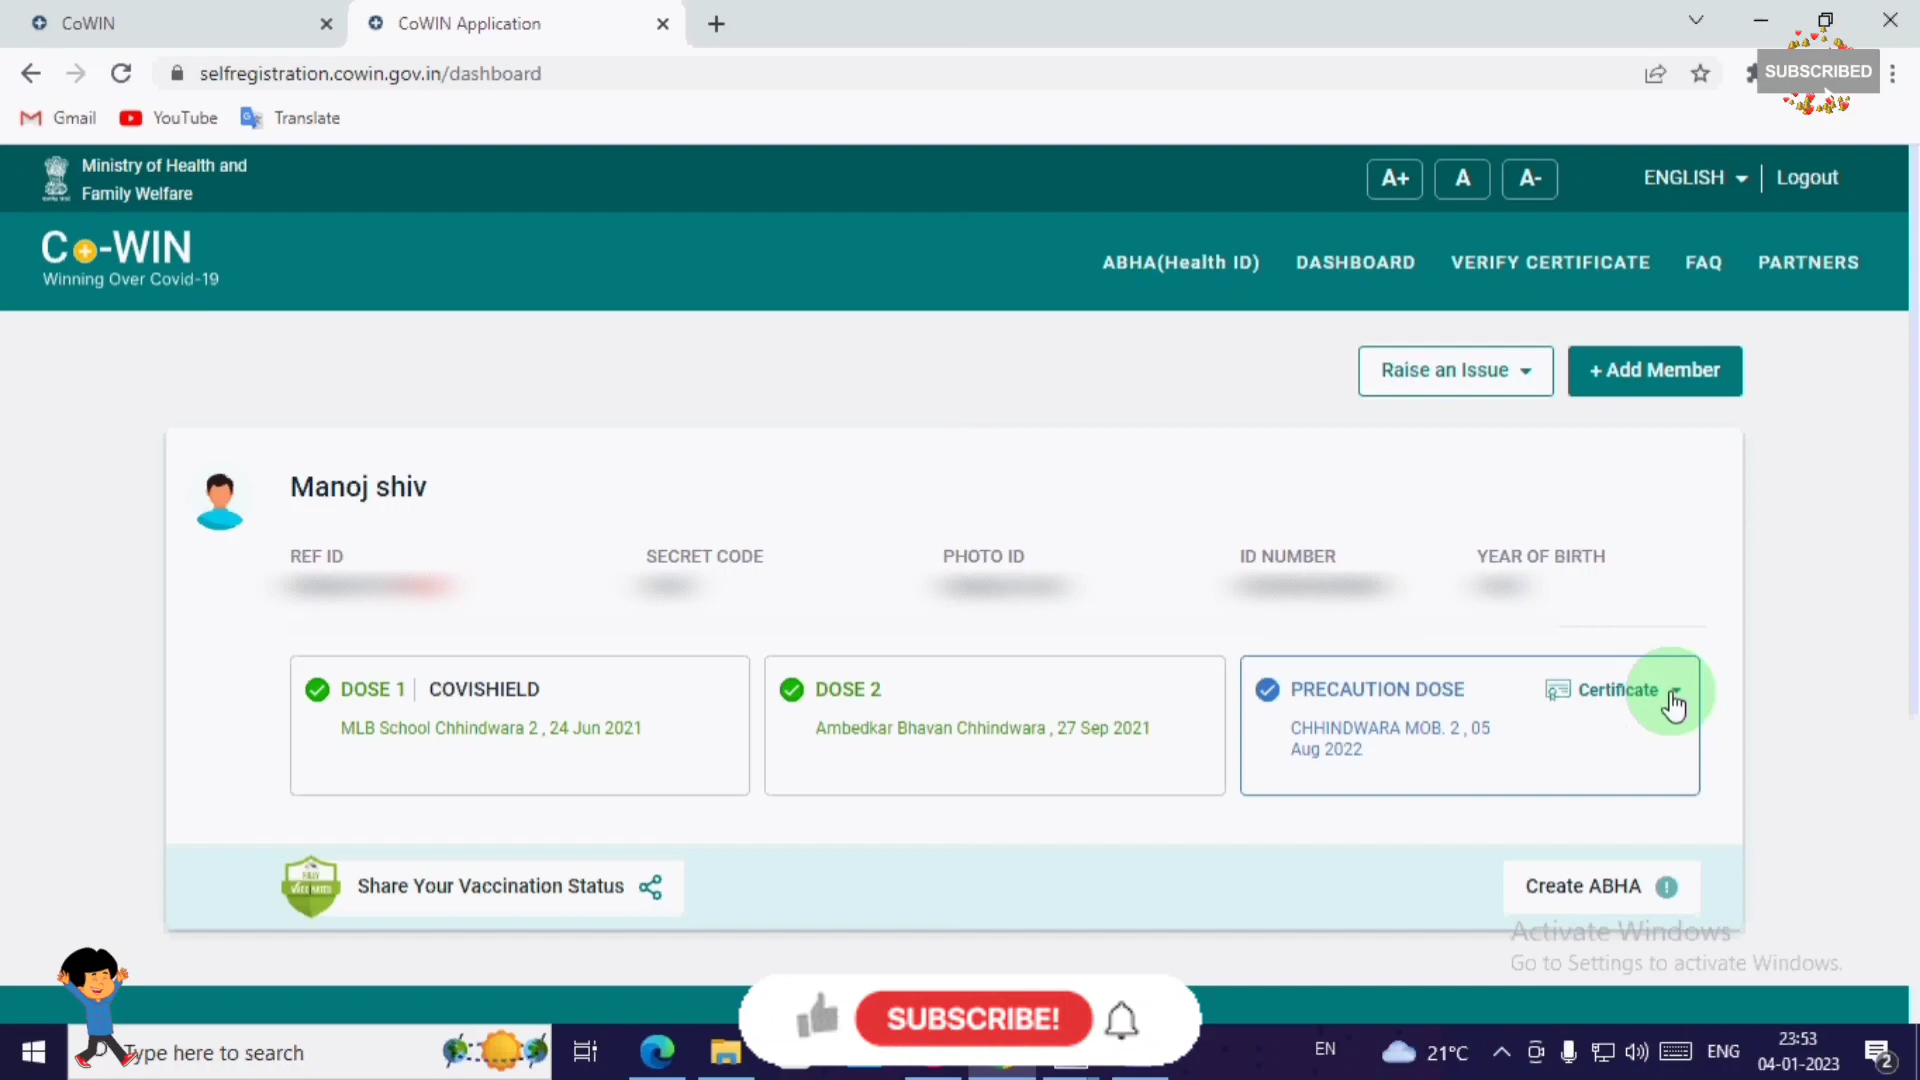 CoWIN
CoWIN Application
selfregistration.cowin.gov.in/dashboard
SUBSCRIBED
Gmail
YouTube
Translate
Ministry of Health and
Family Welfare
A+
A
A-
ENGLISH
Logout
Co-WIN
Winning Over Covid-19
ABHA(Health ID)
DASHBOARD
VERIFY CERTIFICATE
FAQ
PARTNERS
Raise an Issue
+ Add Member
Manoj shiv
REF ID
SECRET CODE
PHOTO ID
ID NUMBER
YEAR OF BIRTH
DOSE 1 | COVISHIELD
MLB School Chhindwara 2 , 24 Jun 2021
DOSE 2
Ambedkar Bhavan Chhindwara , 27 Sep 2021
PRECAUTION DOSE
Certificate
CHHINDWARA MOB. 2 , 05
Aug 2022
FULLY
VACCINATED
Share Your Vaccination Status
Create ABHA
Activate Windows
Go to Settings to activate Windows.
SUBSCRIBE!
Type here to search
EN
21°C
ENG
23:53
04-01-2023
2